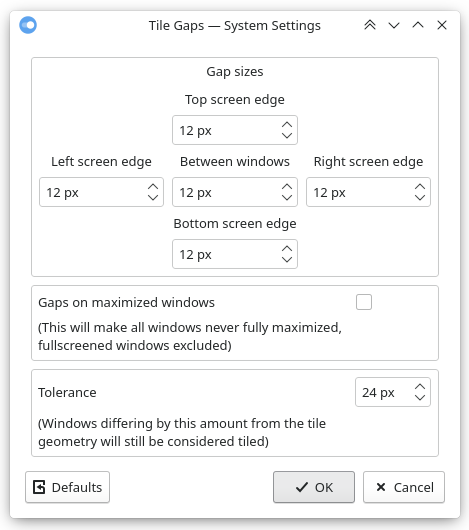 Tile Gaps — System Settings
Gap sizes
Top screen edge
12 px
Left screen edge Between windows Right screen edge
12 px 12 px 12 px
Bottom screen edge
12 px
Gaps on maximized windows
(This will make all windows never fully maximized,
fullscreened windows excluded)
Tolerance 24 px
(Windows differing by this amount from the tile
geometry will still be considered tiled)
Defaults OK Cancel